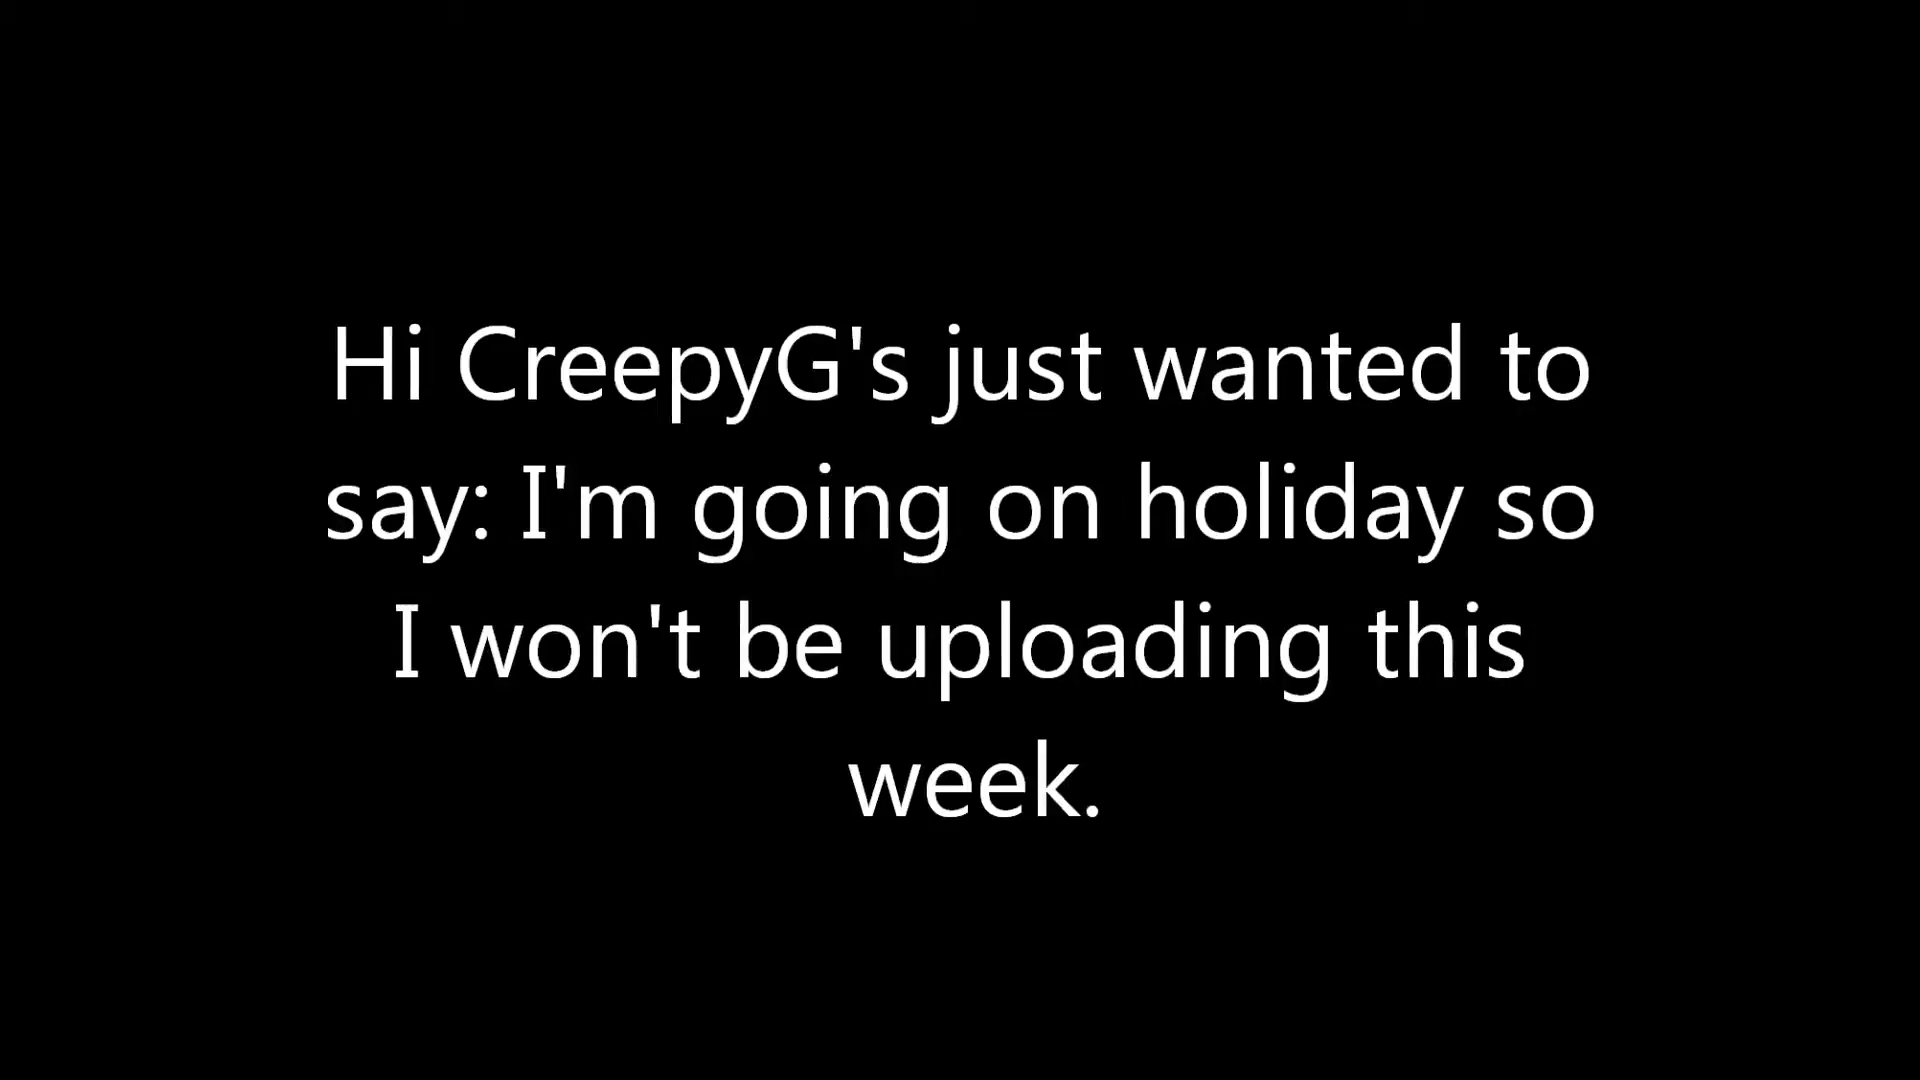 Hi CreepyG's just wanted to
say: I'm going on holiday so
I won't be uploading this
week.